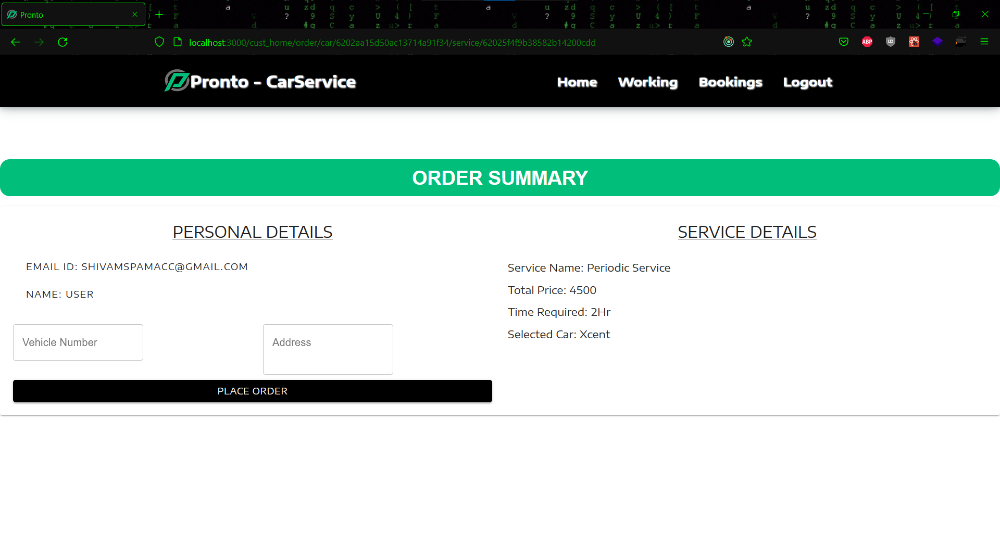 Pronto
localhost:3000/cust_home/order/car/6202aa15d50ac13714a91f34/service/62025f4f9b38582b14200cdd
ABP
Pronto - CarService
Home
Working
Bookings
Logout
ORDER SUMMARY
PERSONAL DETAILS
EMAIL ID: SHIVAMSPAMACC@GMAIL.COM
NAME: USER
Vehicle Number
Address
PLACE ORDER
SERVICE DETAILS
Service Name: Periodic Service
Total Price: 4500
Time Required: 2Hr
Selected Car: Xcent